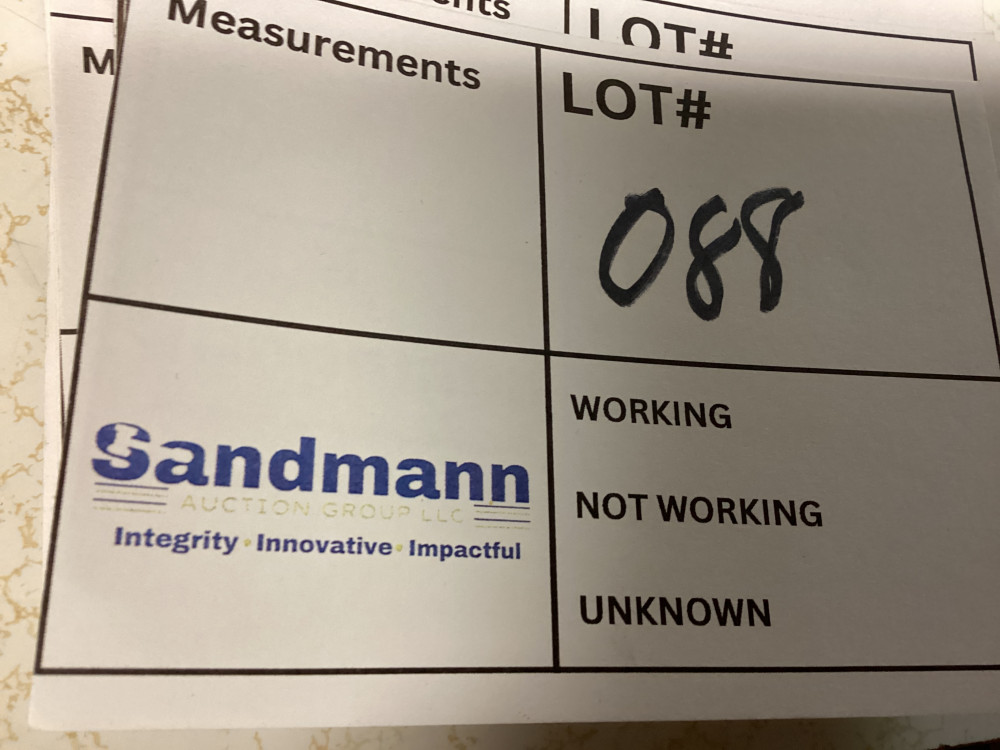 LOT#
M
Measurements
LOT#
088
Sandmann
AUCTION GROUP LLC
Integrity • Innovative • Impactful
WORKING
NOT WORKING
UNKNOWN